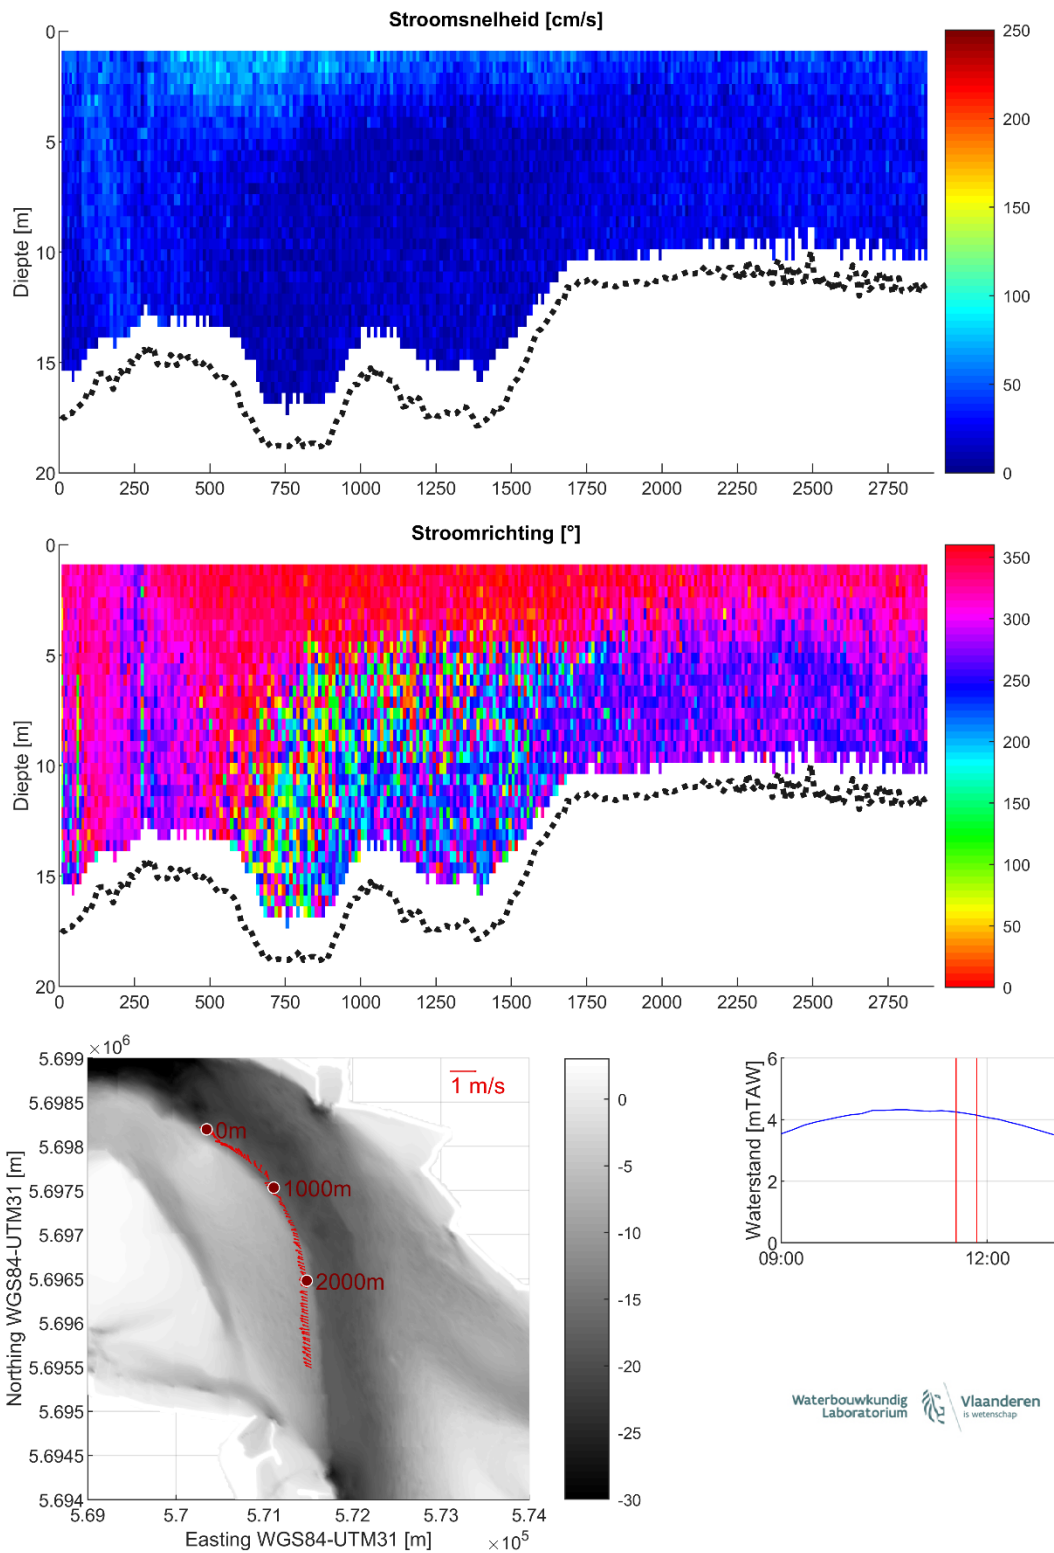 Stroomsnelheid [cm/s]
Diepte [m]
0
5
10
15
20
0 250 500 750 1000 1250 1500 1750 2000 2250 2500 2750
250
200
150
100
50
0
Stroomrichting [°]
Diepte [m]
0
5
10
15
20
0 250 500 750 1000 1250 1500 1750 2000 2250 2500 2750
350
300
250
200
150
100
50
0
×10⁶
Northing WGS84-UTM31 [m]
5.699
5.6985
5.698
5.6975
5.697
5.6965
5.696
5.6955
5.695
5.6945
5.694
1 m/s
0m
1000m
2000m
5.69 5.7 5.71 5.72 5.73 5.74
Easting WGS84-UTM31 [m]
×10⁵
0
-5
-10
-15
-20
-25
-30
Waterstand [mTAW]
6
4
2
0
09:00 12:00
Waterbouwkundig
Laboratorium
Vlaanderen
is wetenschap